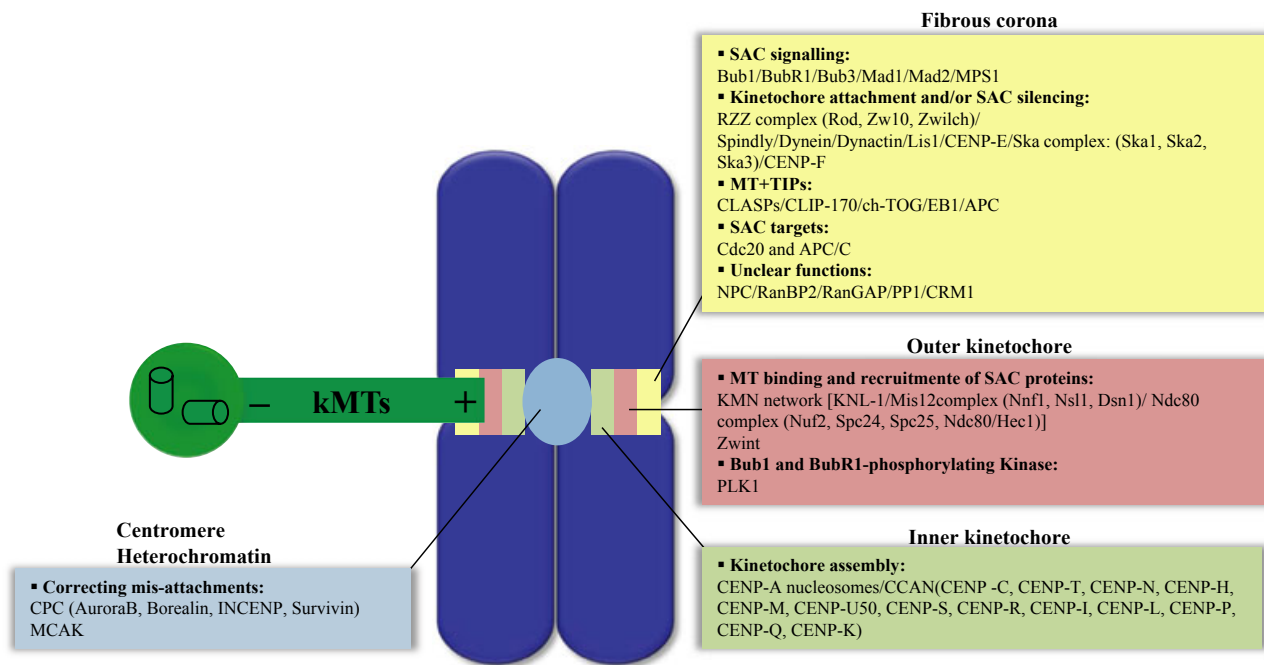 Fibrous corona
▪ SAC signalling:
Bub1/BubR1/Bub3/Mad1/Mad2/MPS1
▪ Kinetochore attachment and/or SAC silencing:
RZZ complex (Rod, Zw10, Zwilch)/
Spindly/Dynein/Dynactin/Lis1/CENP-E/Ska complex: (Ska1, Ska2,
Ska3)/CENP-F
▪ MT+TIPs:
CLASPs/CLIP-170/ch-TOG/EB1/APC
▪ SAC targets:
Cdc20 and APC/C
▪ Unclear functions:
NPC/RanBP2/RanGAP/PP1/CRM1
– kMTs +
Outer kinetochore
▪ MT binding and recruitmente of SAC proteins:
KMN network [KNL-1/Mis12complex (Nnf1, Nsl1, Dsn1)/ Ndc80
complex (Nuf2, Spc24, Spc25, Ndc80/Hec1)]
Zwint
▪ Bub1 and BubR1-phosphorylating Kinase:
PLK1
Centromere
Heterochromatin
▪ Correcting mis-attachments:
CPC (AuroraB, Borealin, INCENP, Survivin)
MCAK
Inner kinetochore
▪ Kinetochore assembly:
CENP-A nucleosomes/CCAN(CENP -C, CENP-T, CENP-N, CENP-H,
CENP-M, CENP-U50, CENP-S, CENP-R, CENP-I, CENP-L, CENP-P,
CENP-Q, CENP-K)